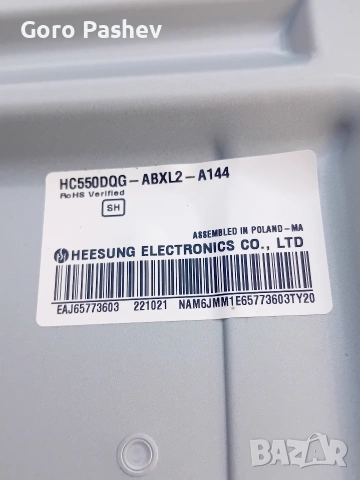 Goro Pashev
HC550DQG-ABXL2-A144
RoHS Verified
SH
ASSEMBLED IN POLAND-MA
HEESUNG ELECTRONICS CO., LTD
EAJ65773603 221021 NAM6JMM1E65773603TY20
BAZAR